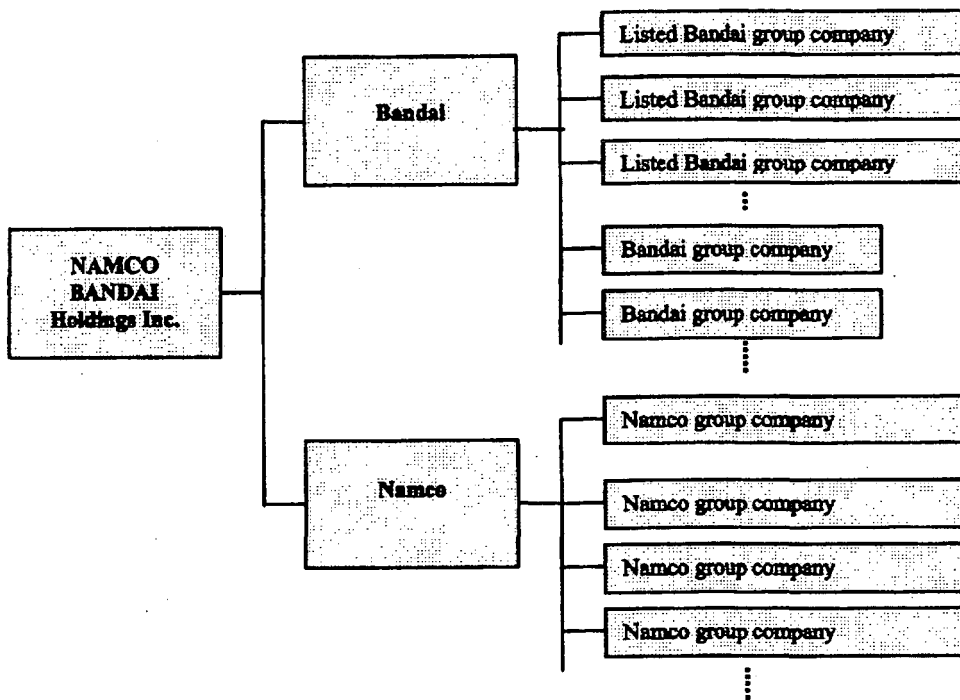 Listed Bandai group company
Bandai
Listed Bandai group company
Listed Bandai group company
Bandai group company
NAMCO
BANDAI
Holdings Inc.
Bandai group company
Namco group company
Namco
Namco group company
Namco group company
Namco group company